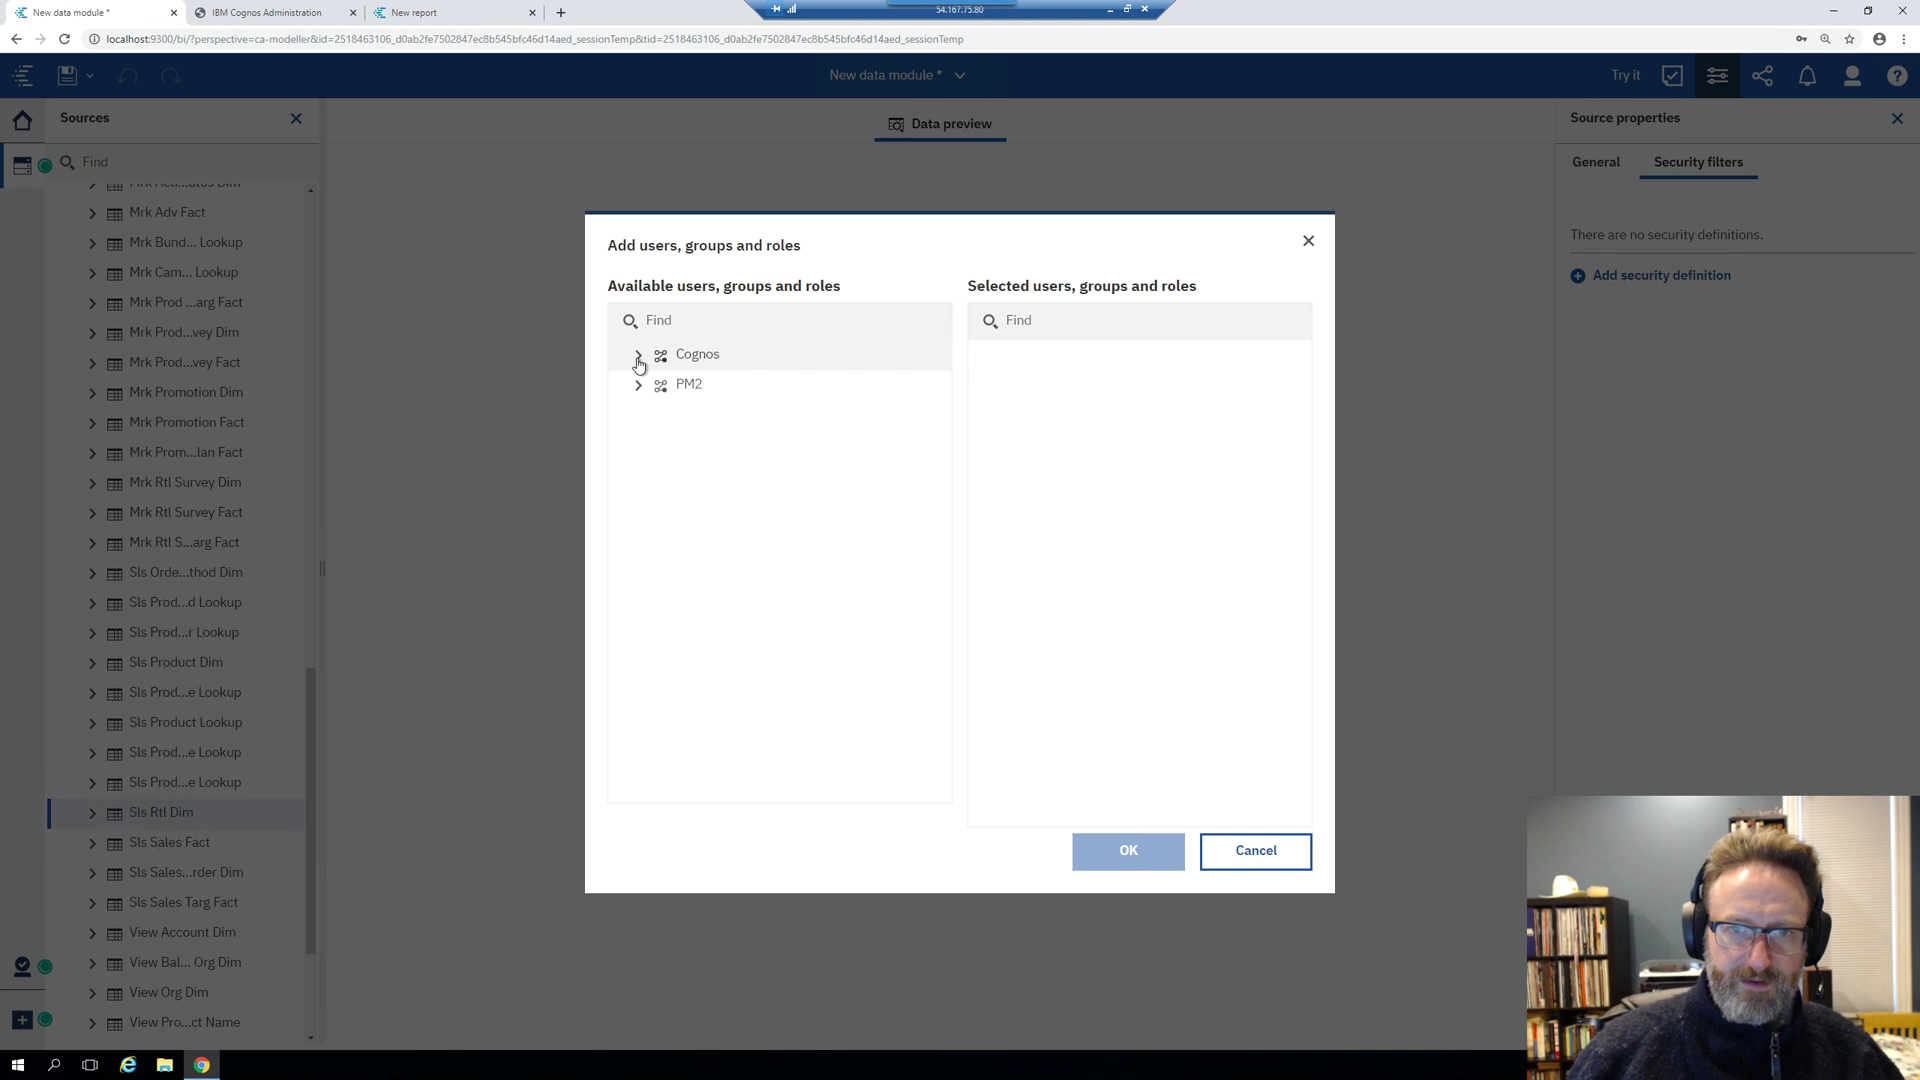 New data module *
IBM Cognos Administration
New report
54.167.75.80
localhost:9300/bi/?perspective=ca-modeller&id=2518463106_d0ab2fe7502847ec8b545bfc46d14aed_sessionTemp&tid=2518463106_d0ab2fe7502847ec8b545bfc46d14aed_sessionTemp
New data module *
Try it
Sources
Find
Mrk Adv Fact
Mrk Bund... Lookup
Mrk Cam... Lookup
Mrk Prod ...arg Fact
Mrk Prod...vey Dim
Mrk Prod...vey Fact
Mrk Promotion Dim
Mrk Promotion Fact
Mrk Prom...lan Fact
Mrk Rtl Survey Dim
Mrk Rtl Survey Fact
Mrk Rtl S...arg Fact
Sls Orde...thod Dim
Sls Prod...d Lookup
Sls Prod...r Lookup
Sls Product Dim
Sls Prod...e Lookup
Sls Product Lookup
Sls Prod...e Lookup
Sls Prod...e Lookup
Sls Rtl Dim
Sls Sales Fact
Sls Sales...rder Dim
Sls Sales Targ Fact
View Account Dim
View Bal... Org Dim
View Org Dim
View Pro...ct Name
Data preview
Add users, groups and roles
Available users, groups and roles
Find
Cognos
PM2
Selected users, groups and roles
Find
OK
Cancel
Source properties
General
Security filters
There are no security definitions.
Add security definition